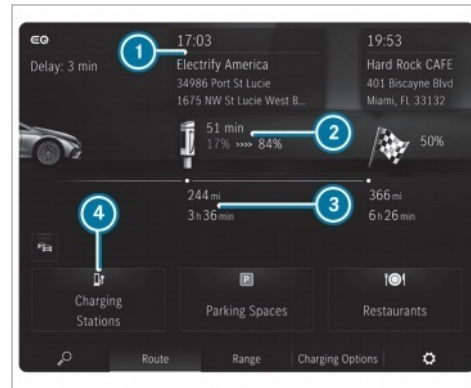 EQ
Delay: 3 min
1
17:03
Electrify America
34986 Port St Lucie
1675 NW St Lucie West B...
19:53
Hard Rock CAFE
401 Biscayne Blvd
Miami, FL 33132
51 min
17% »»» 84%
2
50%
244 mi
3 h 36 min
3
366 mi
6 h 26 min
4
Charging
Stations
P
Parking Spaces
Restaurants
Route
Range
Charging Options